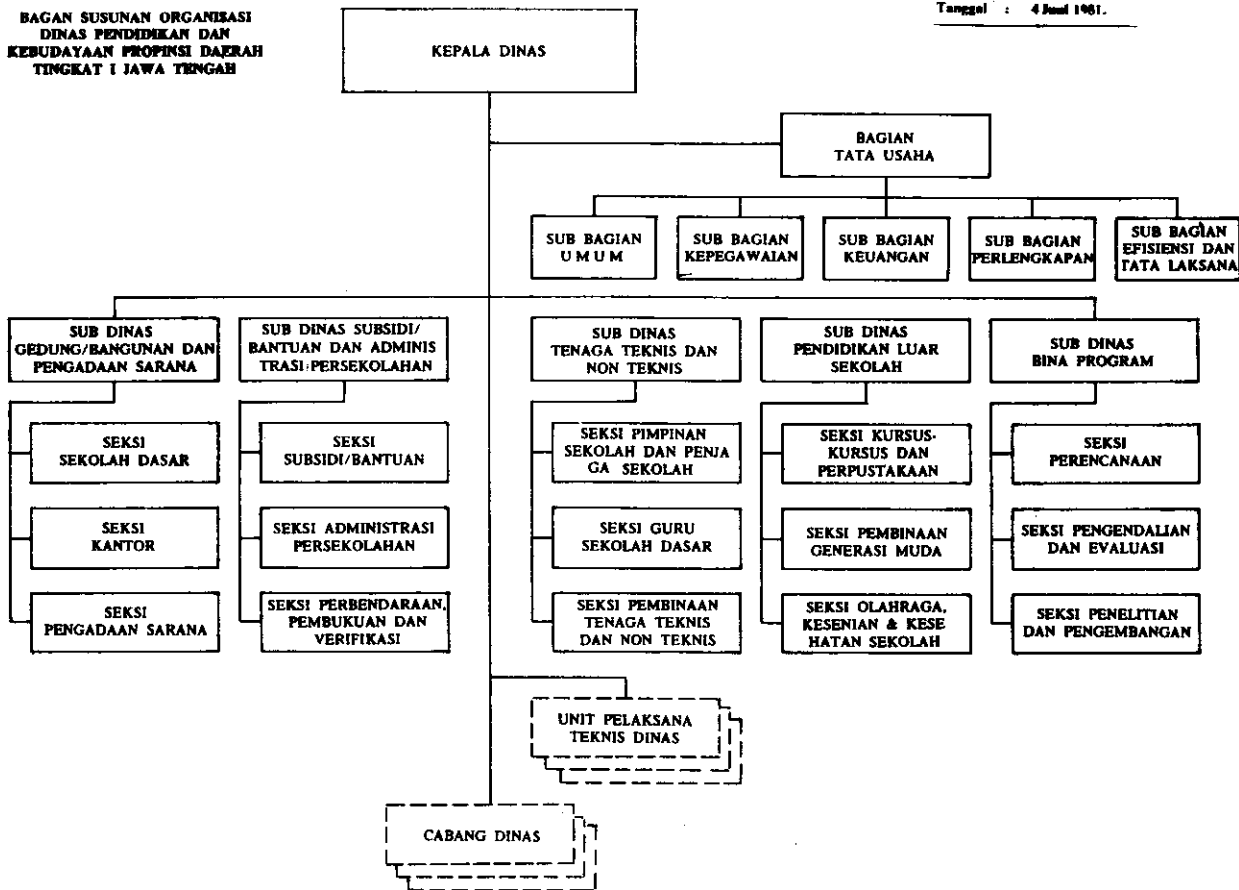 BAGAN SUSUNAN ORGANISASI
DINAS PENDIDIKAN DAN
KEBUDAYAAN PROPINSI DAERAH
TINGKAT I JAWA TENGAH
Tanggal : 4 Juni 1981.
KEPALA DINAS
BAGIAN
TATA USAHA
SUB BAGIAN
U M U M
SUB BAGIAN
KEPEGAWAIAN
SUB BAGIAN
KEUANGAN
SUB BAGIAN
PERLENGKAPAN
SUB BAGIAN
EFISIENSI DAN
TATA LAKSANA
SUB DINAS
GEDUNG/BANGUNAN DAN
PENGADAAN SARANA
SUB DINAS SUBSIDI/
BANTUAN DAN ADMINIS
TRASI PERSEKOLAHAN
SUB DINAS
TENAGA TEKNIS DAN
NON TEKNIS
SUB DINAS
PENDIDIKAN LUAR
SEKOLAH
SUB DINAS
BINA PROGRAM
SEKSI
SEKOLAH DASAR
SEKSI
SUBSIDI/BANTUAN
SEKSI PIMPINAN
SEKOLAH DAN PENJA
GA SEKOLAH
SEKSI KURSUS-
KURSUS DAN
PERPUSTAKAAN
SEKSI
PERENCANAAN
SEKSI
KANTOR
SEKSI ADMINISTRASI
PERSEKOLAHAN
SEKSI GURU
SEKOLAH DASAR
SEKSI PEMBINAAN
GENERASI MUDA
SEKSI PENGENDALIAN
DAN EVALUASI
SEKSI
PENGADAAN SARANA
SEKSI PERBENDARAAN,
PEMBUKUAN DAN
VERIFIKASI
SEKSI PEMBINAAN
TENAGA TEKNIS
DAN NON TEKNIS
SEKSI OLAHRAGA,
KESENIAN & KESE
HATAN SEKOLAH
SEKSI PENELITIAN
DAN PENGEMBANGAN
UNIT PELAKSANA
TEKNIS DINAS
CABANG DINAS